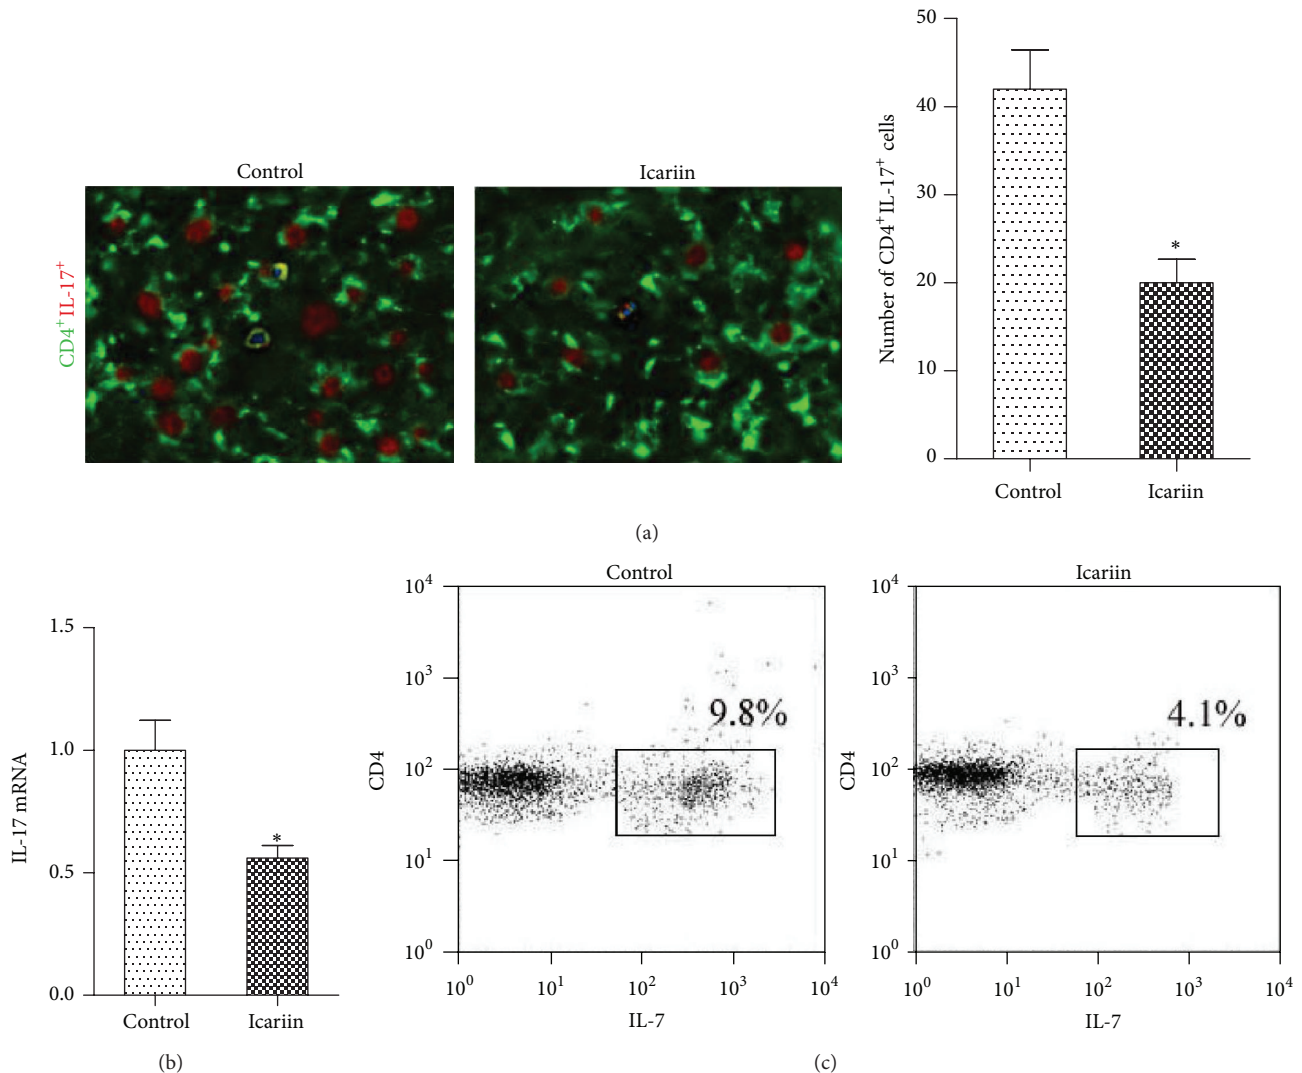 Control
Icariin
CD4+ IL-17+
Number of CD4+ IL-17+ cells
50
40
30
20
10
0
*
Control
Icariin
(a)
IL-17 mRNA
1.5
1.0
0.5
0.0
*
Control
Icariin
(b)
Control
CD4
10^4
10^3
10^2
10^1
10^0
9.8%
10^0 10^1 10^2 10^3 10^4
IL-7
Icariin
CD4
10^4
10^3
10^2
10^1
10^0
4.1%
10^0 10^1 10^2 10^3 10^4
IL-7
(c)